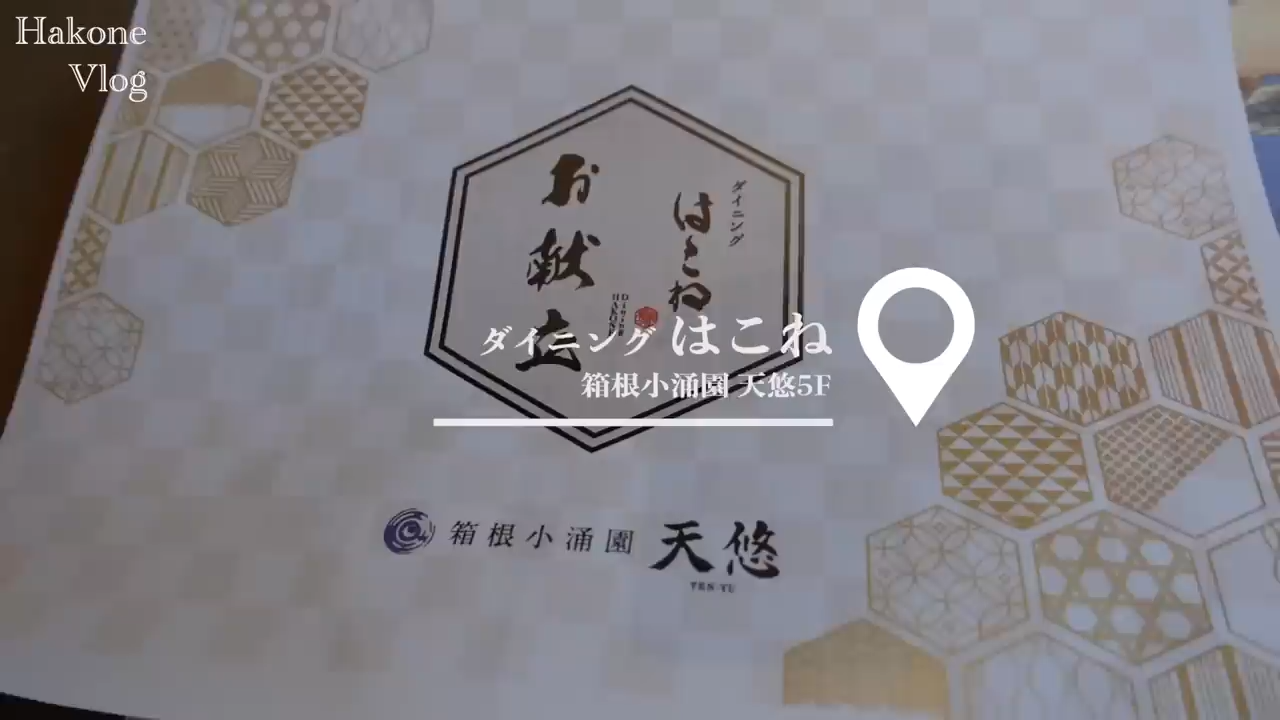 Hakone
Vlog
ダイニング
はこね
お献立
ダイニング はこね
箱根小涌園 天悠5F
箱根小涌園 天悠
TEN-YU